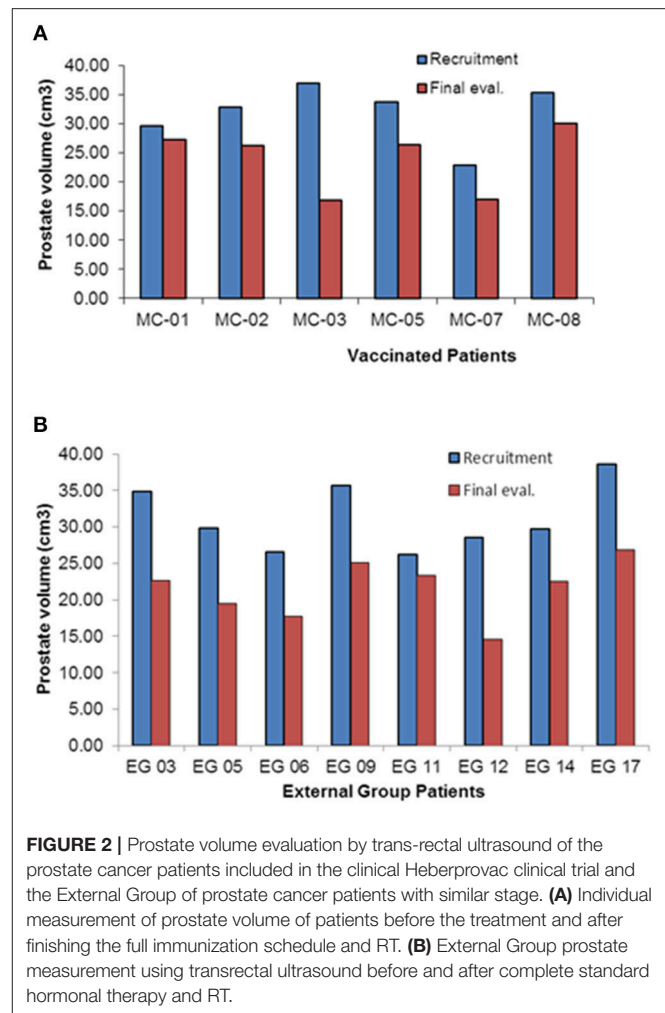 A
40.00
35.00
30.00
25.00
20.00
15.00
10.00
5.00
0.00
Prostate volume (cm3)
Recruitment
Final eval.
MC-01 MC-02 MC-03 MC-05 MC-07 MC-08
Vaccinated Patients
B
40.00
35.00
30.00
25.00
20.00
15.00
10.00
5.00
0.00
Prostate volume (cm3)
Recruitment
Final eval.
EG 03 EG 05 EG 06 EG 09 EG 11 EG 12 EG 14 EG 17
External Group Patients
FIGURE 2 | Prostate volume evaluation by trans-rectal ultrasound of the
prostate cancer patients included in the clinical Heberprovac clinical trial and
the External Group of prostate cancer patients with similar stage. (A) Individual
measurement of prostate volume of patients before the treatment and after
finishing the full immunization schedule and RT. (B) External Group prostate
measurement using transrectal ultrasound before and after complete standard
hormonal therapy and RT.